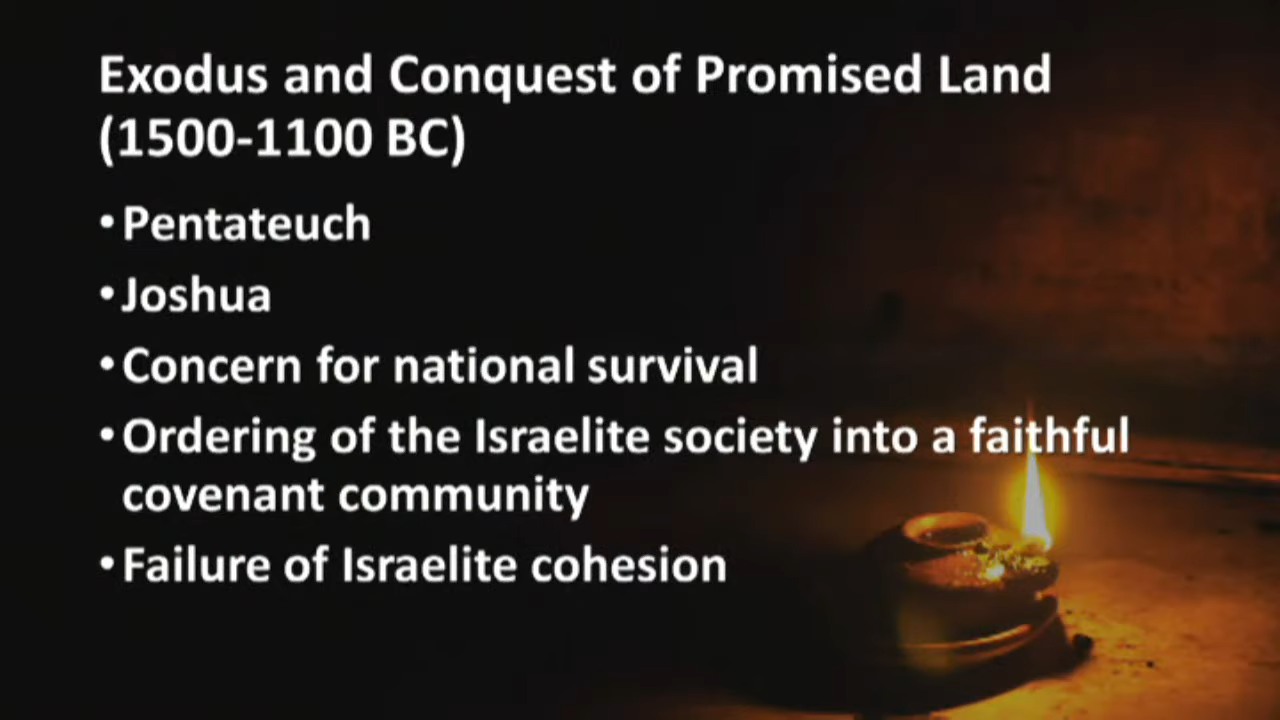 Exodus and Conquest of Promised Land
(1500-1100 BC)
•Pentateuch
•Joshua
•Concern for national survival
•Ordering of the Israelite society into a faithful
covenant community
•Failure of Israelite cohesion